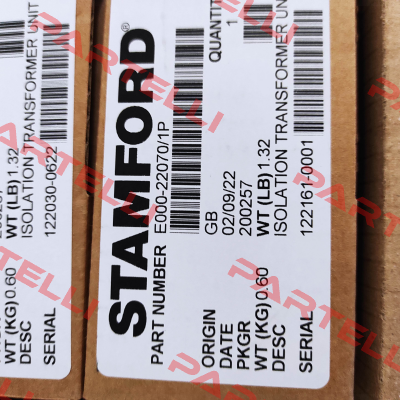 WT (KG) 0.60 WT (LB) 1.32
DESC ISOLATION TRANSFORMER UNIT
SERIAL 122030-0622
STAMFORD®
PART NUMBER E000-22070/1P
QUANTIT
1
ORIGIN GB
DATE 02/09/22
PKGR 200257
WT (KG) 0.60 WT (LB) 1.32
DESC ISOLATION TRANSFORMER UNIT
SERIAL 122161-0001
PARTELLI
PARTELLI